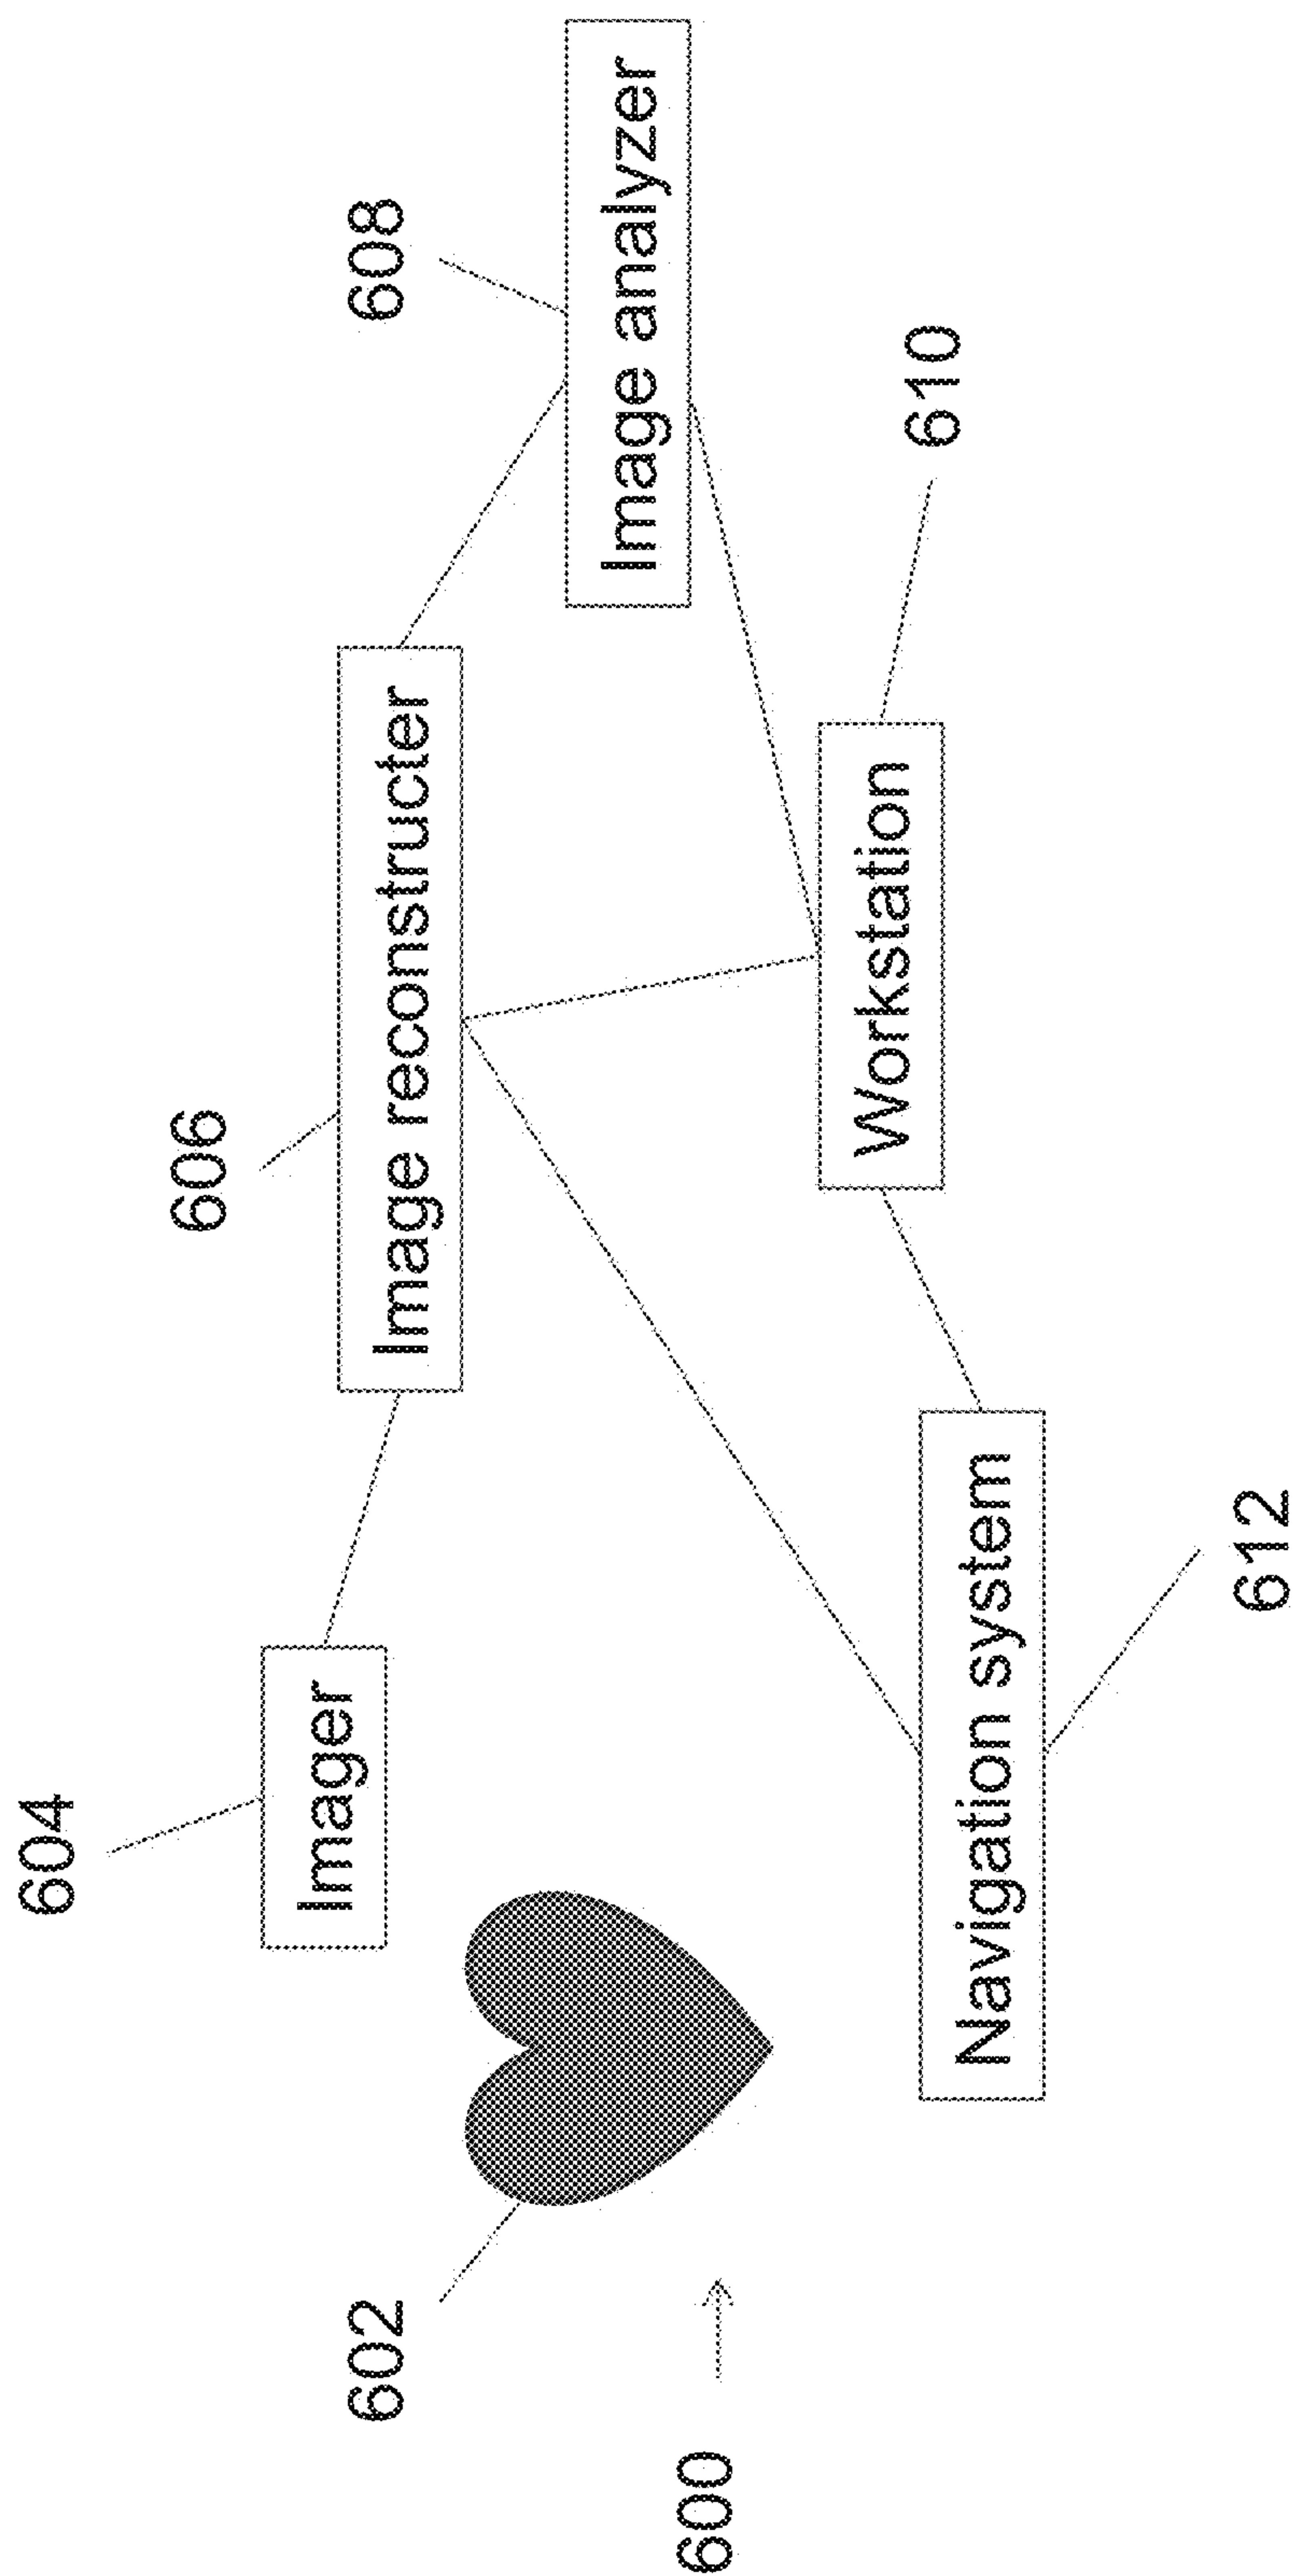 604
606
Imager
602
Image reconstructer
608
Image analyzer
600
Workstation
610
Navigation system
612